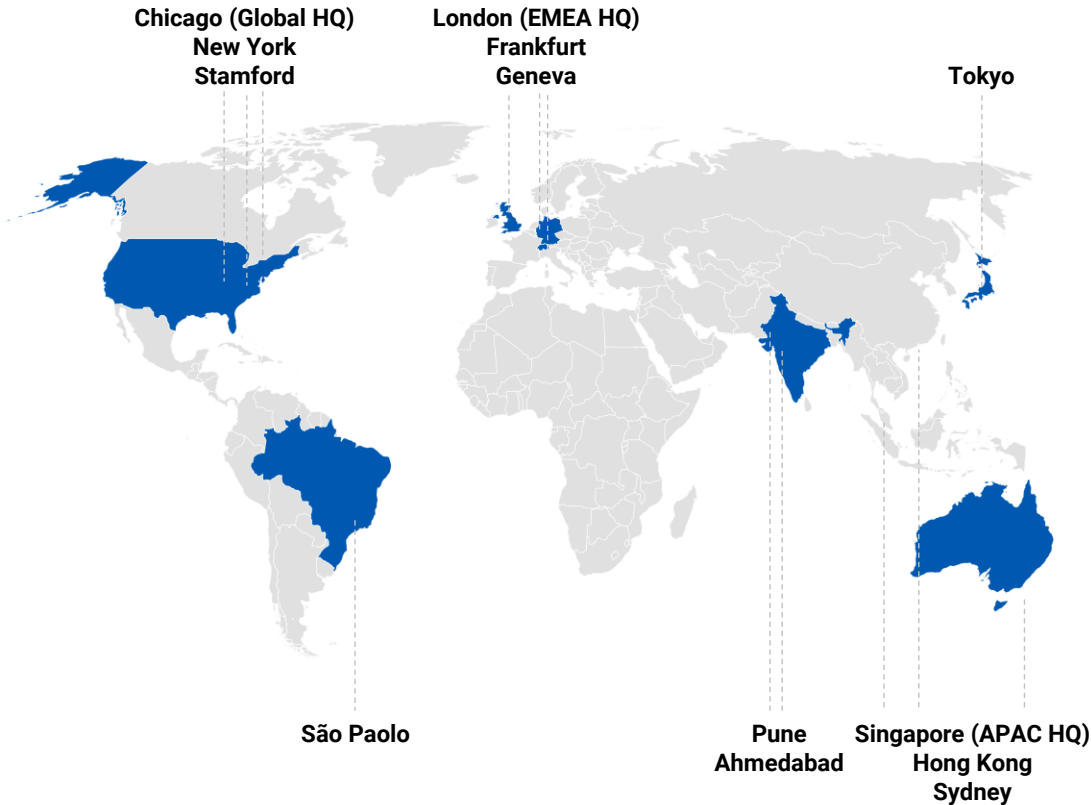 Chicago (Global HQ)
New York
Stamford
London (EMEA HQ)
Frankfurt
Geneva
Tokyo
São Paolo
Pune
Ahmedabad
Singapore (APAC HQ)
Hong Kong
Sydney